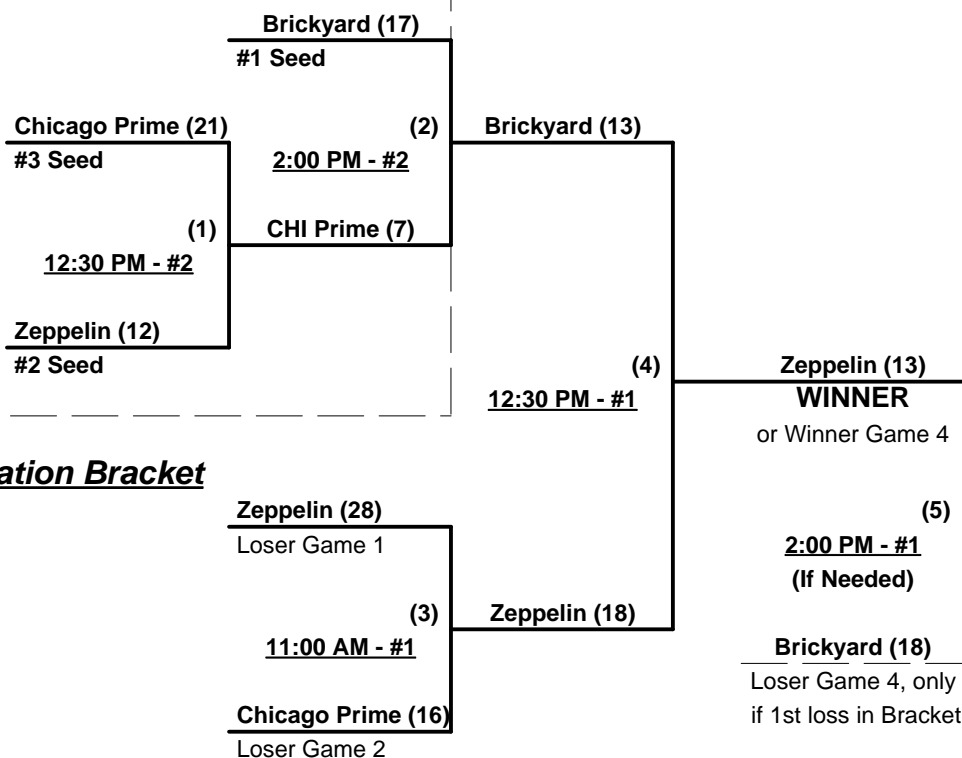 Brickyard (17)
#1 Seed
Chicago Prime (21)
#3 Seed
(2)
2:00 PM - #2
Brickyard (13)
(1)
12:30 PM - #2
CHI Prime (7)
Zeppelin (12)
#2 Seed
(4)
12:30 PM - #1
Zeppelin (13)
WINNER
or Winner Game 4
ation Bracket
Zeppelin (28)
Loser Game 1
(5)
2:00 PM - #1
(If Needed)
(3)
11:00 AM - #1
Zeppelin (18)
Brickyard (18)
Loser Game 4, only
if 1st loss in Bracket
Chicago Prime (16)
Loser Game 2